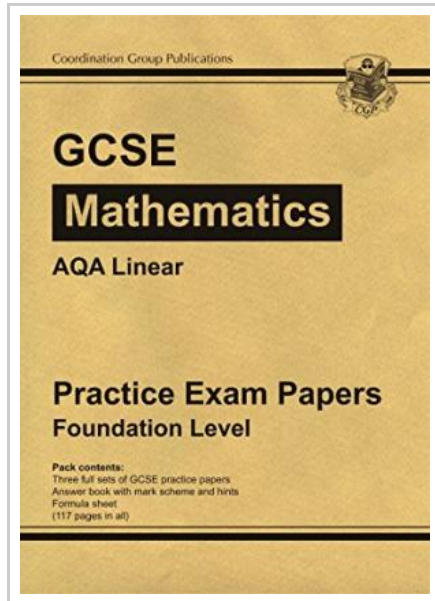 Coordination Group Publications
CGP
GCSE
Mathematics
AQA Linear
Practice Exam Papers
Foundation Level
Pack contents:
Three full sets of GCSE practice papers
Answer book with mark scheme and hints
Formula sheet
(117 pages in all)